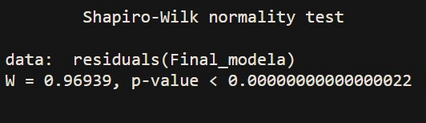 Shapiro-Wilk normality test
data:  residuals(Final_modela)
W = 0.96939, p-value < 0.00000000000000022